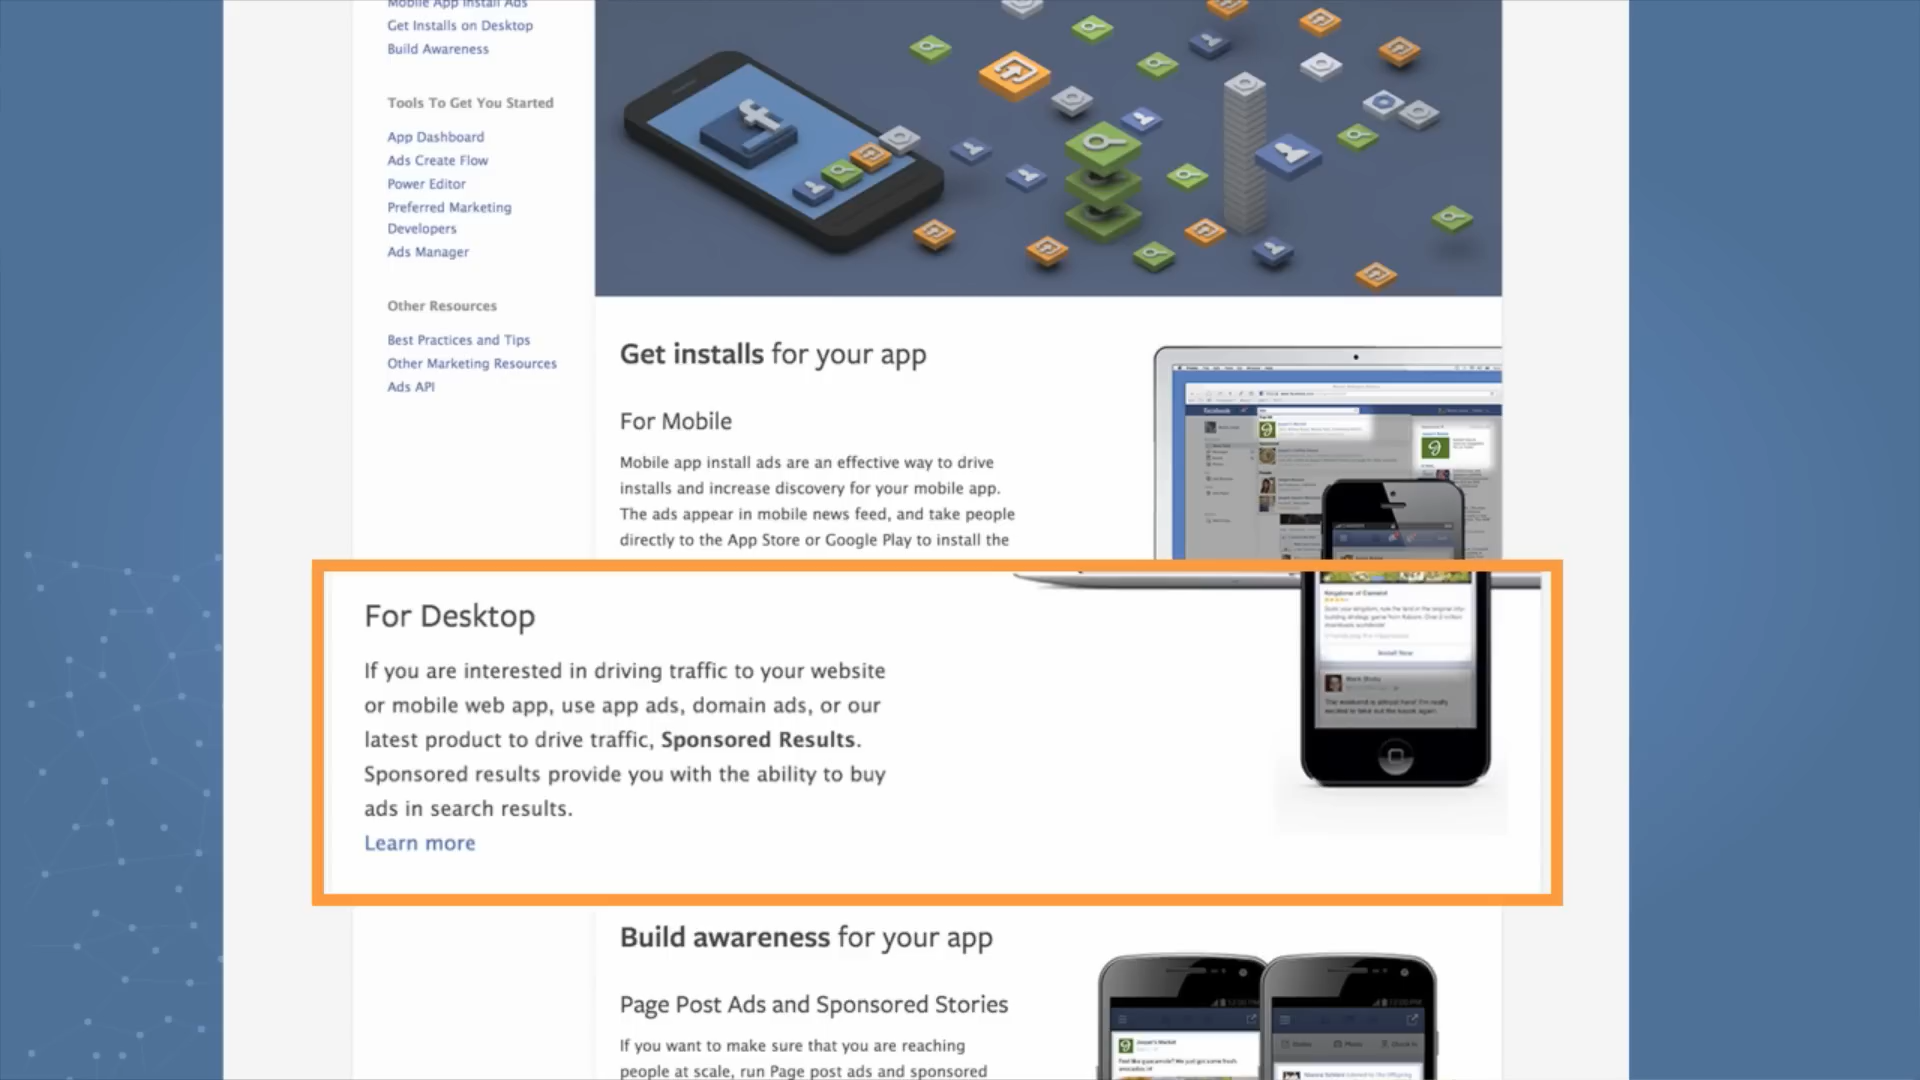 Mobile App Install Ads
Get Installs on Desktop
Build Awareness
Tools To Get You Started
App Dashboard
Ads Create Flow
Power Editor
Preferred Marketing
Developers
Ads Manager
Other Resources
Best Practices and Tips
Other Marketing Resources
Ads API
Get installs for your app
For Mobile
Mobile app install ads are an effective way to drive
installs and increase discovery for your mobile app.
The ads appear in mobile news feed, and take people
directly to the App Store or Google Play to install the
facebook
For Desktop
If you are interested in driving traffic to your website
or mobile web app, use app ads, domain ads, or our
latest product to drive traffic, Sponsored Results.
Sponsored results provide you with the ability to buy
ads in search results.
Learn more
Install Now
Build awareness for your app
Page Post Ads and Sponsored Stories
If you want to make sure that you are reaching
people at scale, run Page post ads and sponsored